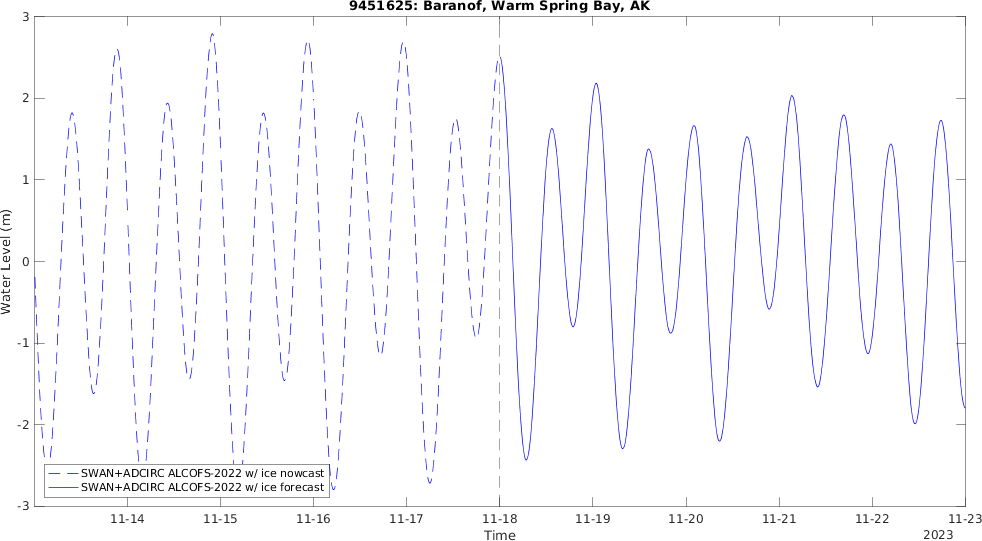 9451625: Baranof, Warm Spring Bay, AK
3
2
1
0
-1
-2
-3
Water Level (m)
SWAN+ADCIRC ALCOFS-2022 w/ ice nowcast
SWAN+ADCIRC ALCOFS-2022 w/ ice forecast
11-14 11-15 11-16 11-17 11-18 11-19 11-20 11-21 11-22 11-23
Time
2023